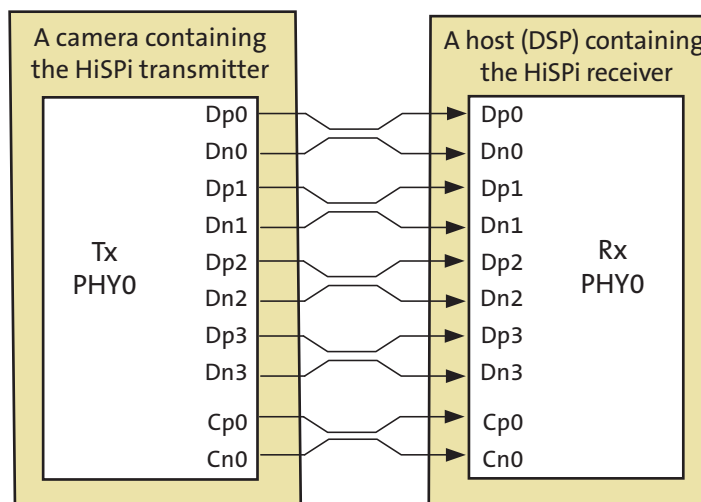 A camera containing
the HiSPi transmitter
A host (DSP) containing
the HiSPi receiver
Tx
PHY0
Dp0
Dn0
Dp1
Dn1
Dp2
Dn2
Dp3
Dn3
Cp0
Cn0
Dp0
Dn0
Dp1
Dn1
Dp2
Dn2
Dp3
Dn3
Cp0
Cn0
Rx
PHY0